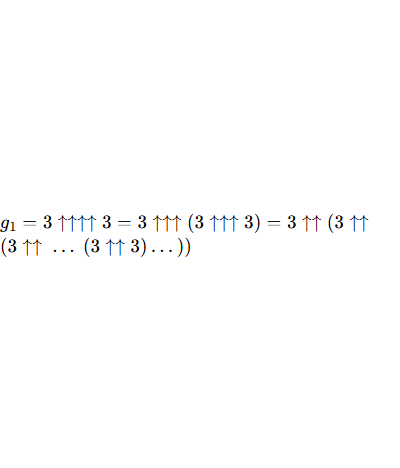 g₁ = 3 ↑↑↑↑ 3 = 3 ↑↑↑ (3 ↑↑↑ 3) = 3 ↑↑ (3 ↑↑
(3 ↑↑ … (3 ↑↑ 3) … ))